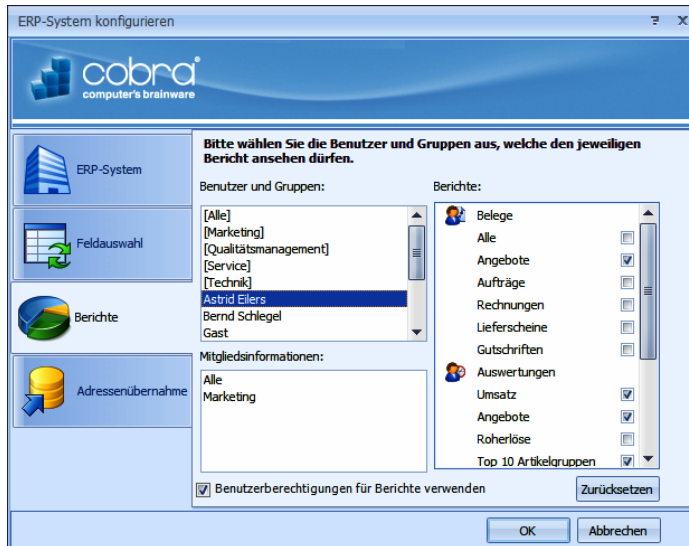 ERP-System konfigurieren
cobra
computer's brainware
ERP-System
Feldauswahl
Berichte
Adressenübernahme
Bitte wählen Sie die Benutzer und Gruppen aus, welche den jeweiligen
Bericht ansehen dürfen.
Benutzer und Gruppen:
[Alle]
[Marketing]
[Qualitätsmanagement]
[Service]
[Technik]
Astrid Eilers
Bernd Schlegel
Gast
Mitgliedsinformationen:
Alle
Marketing
Berichte:
Belege
Alle
Angebote
Aufträge
Rechnungen
Lieferscheine
Gutschriften
Auswertungen
Umsatz
Angebote
Roherlöse
Top 10 Artikelgruppen
Benutzerberechtigungen für Berichte verwenden
Zurücksetzen
OK
Abbrechen